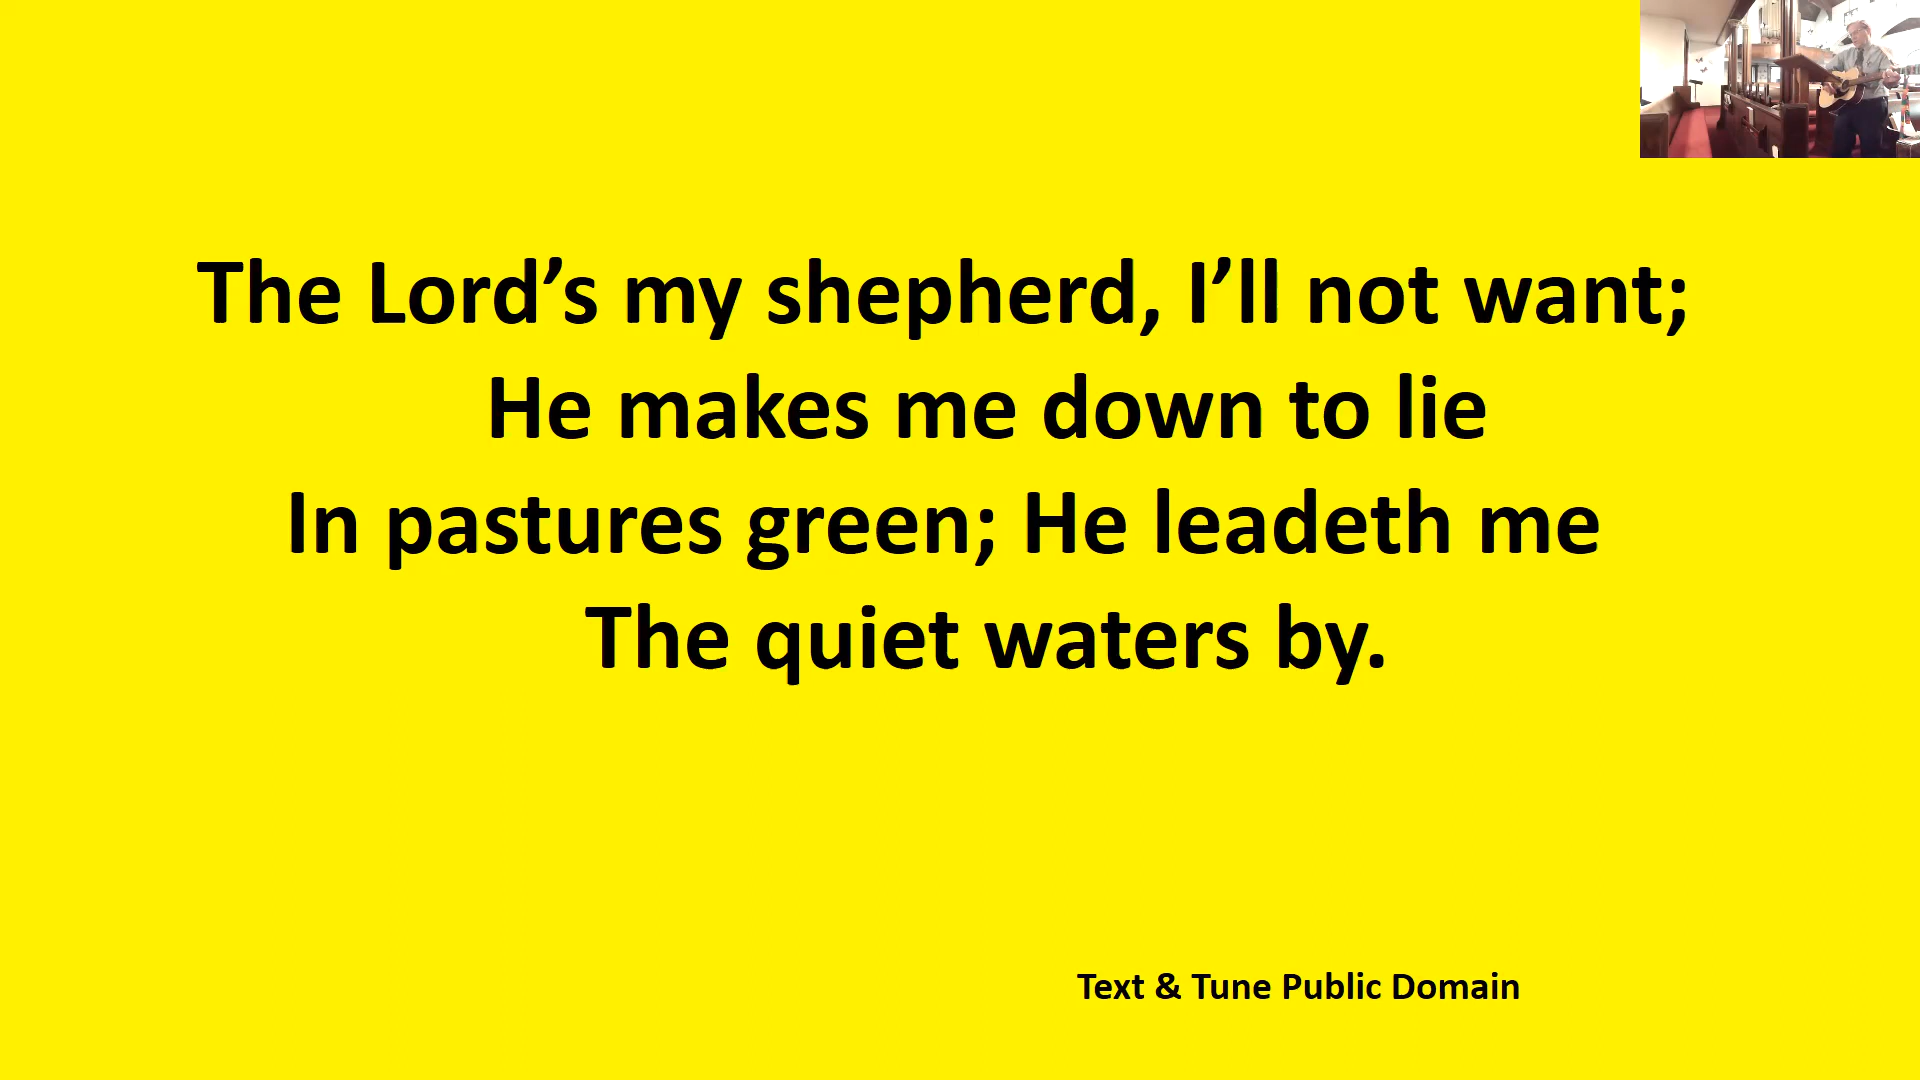 The Lord’s my shepherd, I’ll not want;
He makes me down to lie
In pastures green; He leadeth me
The quiet waters by.
Text & Tune Public Domain